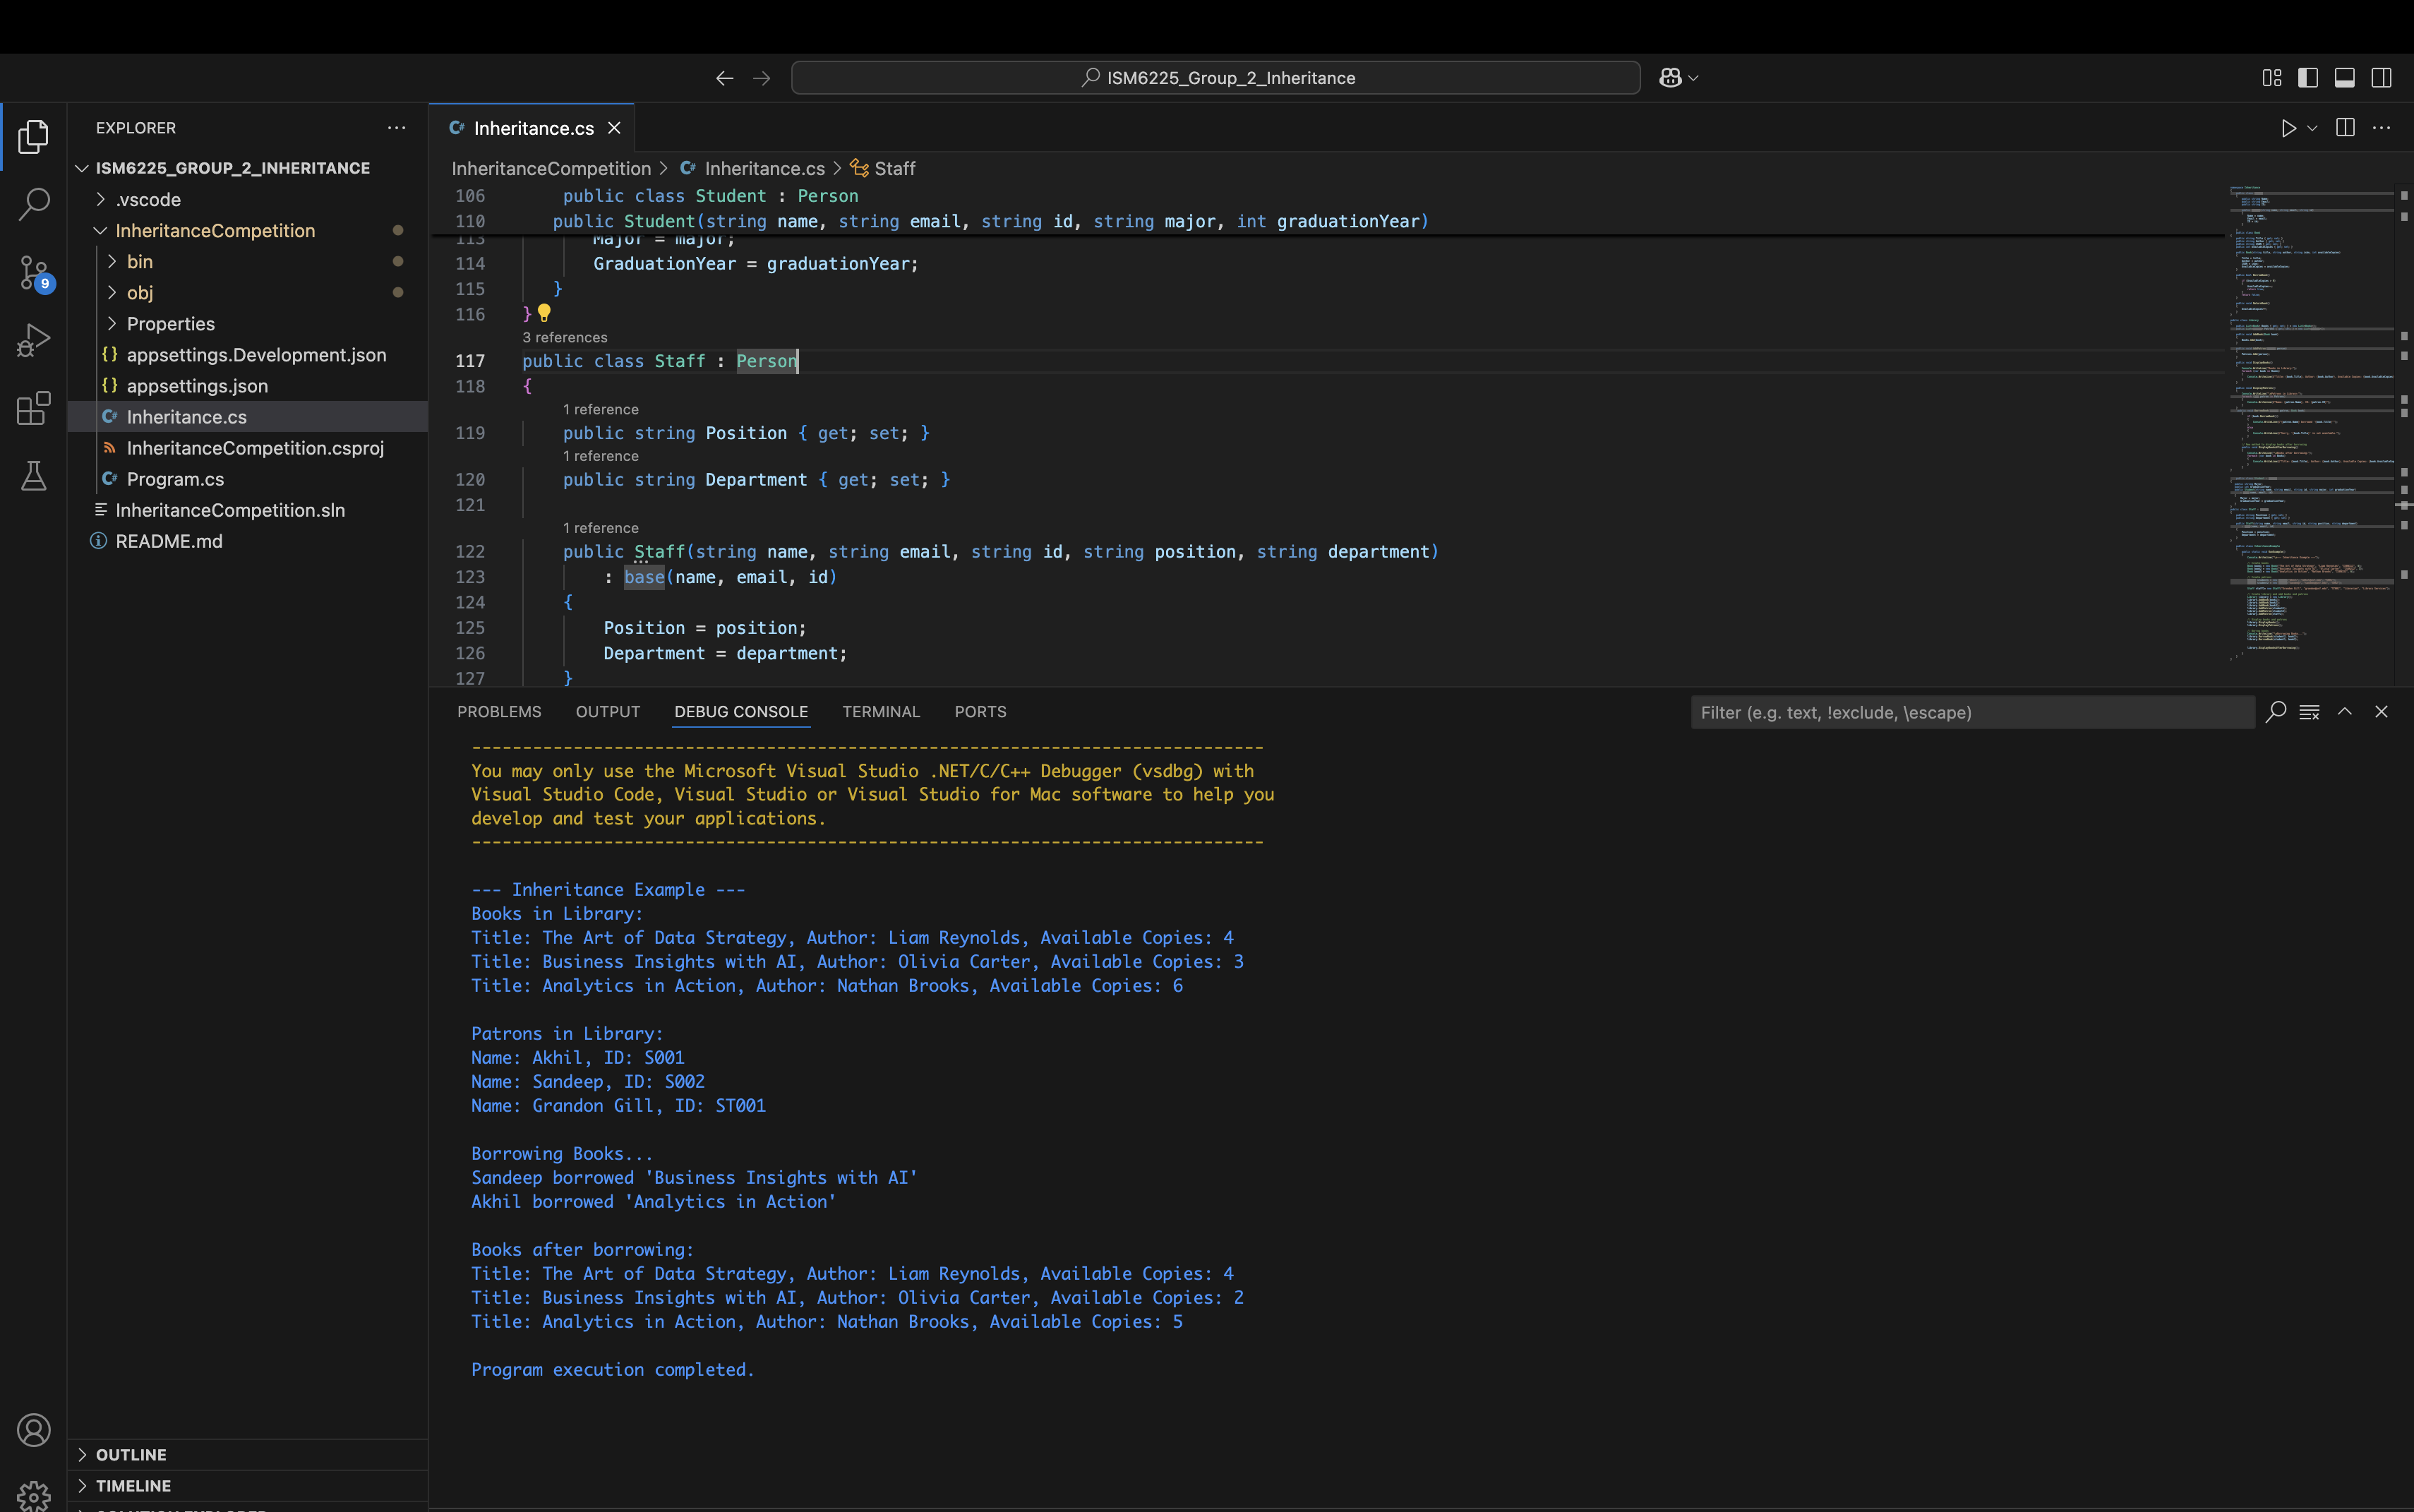 ISM6225_Group_2_Inheritance
EXPLORER
ISM6225_GROUP_2_INHERITANCE
.vscode
InheritanceCompetition
bin
obj
Properties
{} appsettings.Development.json
{} appsettings.json
C# Inheritance.cs
InheritanceCompetition.csproj
C# Program.cs
InheritanceCompetition.sln
README.md
9
OUTLINE
TIMELINE
C# Inheritance.cs
InheritanceCompetition > C# Inheritance.cs > Staff
106 public class Student : Person
110 public Student(string name, string email, string id, string major, int graduationYear)
113 Major = major;
114 GraduationYear = graduationYear;
115 }
116 }
3 references
117 public class Staff : Person
118 {
1 reference
119 public string Position { get; set; }
1 reference
120 public string Department { get; set; }
121
1 reference
122 public Staff(string name, string email, string id, string position, string department)
123 : base(name, email, id)
124 {
125 Position = position;
126 Department = department;
127 }
PROBLEMS OUTPUT DEBUG CONSOLE TERMINAL PORTS
Filter (e.g. text, !exclude, \escape)
------------------------------------------------------------------------------
You may only use the Microsoft Visual Studio .NET/C/C++ Debugger (vsdbg) with
Visual Studio Code, Visual Studio or Visual Studio for Mac software to help you
develop and test your applications.
------------------------------------------------------------------------------
--- Inheritance Example ---
Books in Library:
Title: The Art of Data Strategy, Author: Liam Reynolds, Available Copies: 4
Title: Business Insights with AI, Author: Olivia Carter, Available Copies: 3
Title: Analytics in Action, Author: Nathan Brooks, Available Copies: 6
Patrons in Library:
Name: Akhil, ID: S001
Name: Sandeep, ID: S002
Name: Grandon Gill, ID: ST001
Borrowing Books...
Sandeep borrowed 'Business Insights with AI'
Akhil borrowed 'Analytics in Action'
Books after borrowing:
Title: The Art of Data Strategy, Author: Liam Reynolds, Available Copies: 4
Title: Business Insights with AI, Author: Olivia Carter, Available Copies: 2
Title: Analytics in Action, Author: Nathan Brooks, Available Copies: 5
Program execution completed.